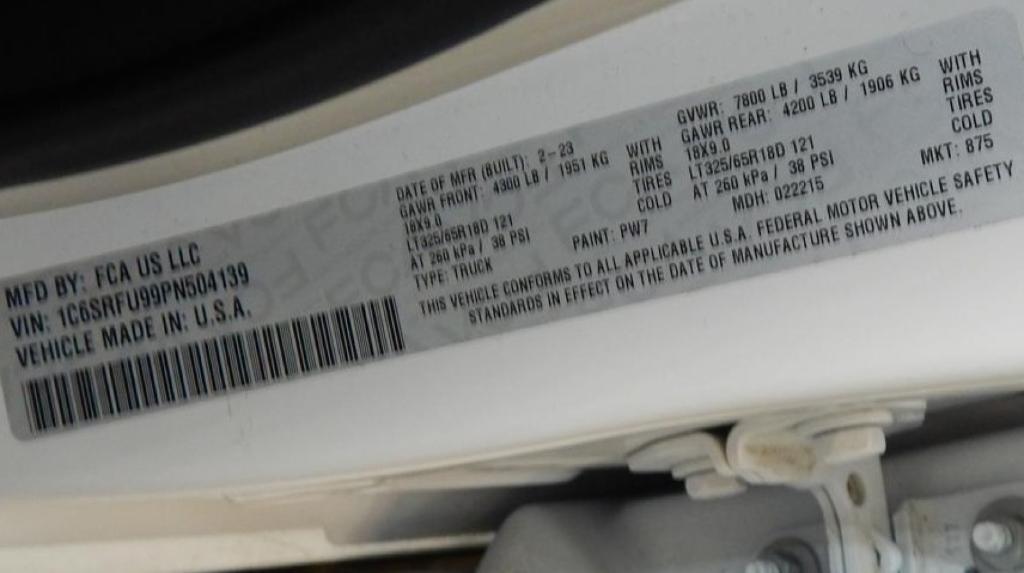 MFD BY: FCA US LLC
VIN: 1C6SRFU99PN504139
VEHICLE MADE IN: U.S.A.
DATE OF MFR (BUILT): 2-23
GAWR FRONT: 4300 LB / 1951 KG WITH
18X9.0 RIMS
LT325/65R18D 121 TIRES
AT 260 kPa / 38 PSI COLD
TYPE: TRUCK PAINT: PW7
GVWR: 7800 LB / 3539 KG
GAWR REAR: 4200 LB / 1906 KG WITH
18X9.0 RIMS
LT325/65R18D 121 TIRES
AT 260 kPa / 38 PSI COLD
MDH: 022215 MKT: 875
THIS VEHICLE CONFORMS TO ALL APPLICABLE U.S.A. FEDERAL MOTOR VEHICLE SAFETY
STANDARDS IN EFFECT ON THE DATE OF MANUFACTURE SHOWN ABOVE.